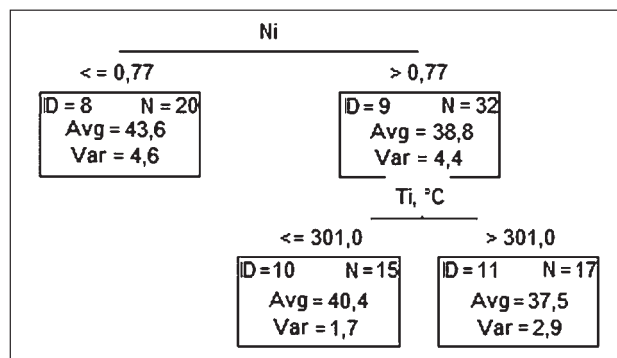 Ni
< = 0,77 > 0,77
ID = 8 N = 20 ID = 9 N = 32
Avg = 43,6 Avg = 38,8
Var = 4,6 Var = 4,4
Ti, °C
<= 301,0 > 301,0
ID = 10 N = 15 ID = 11 N = 17
Avg = 40,4 Avg = 37,5
Var = 1,7 Var = 2,9